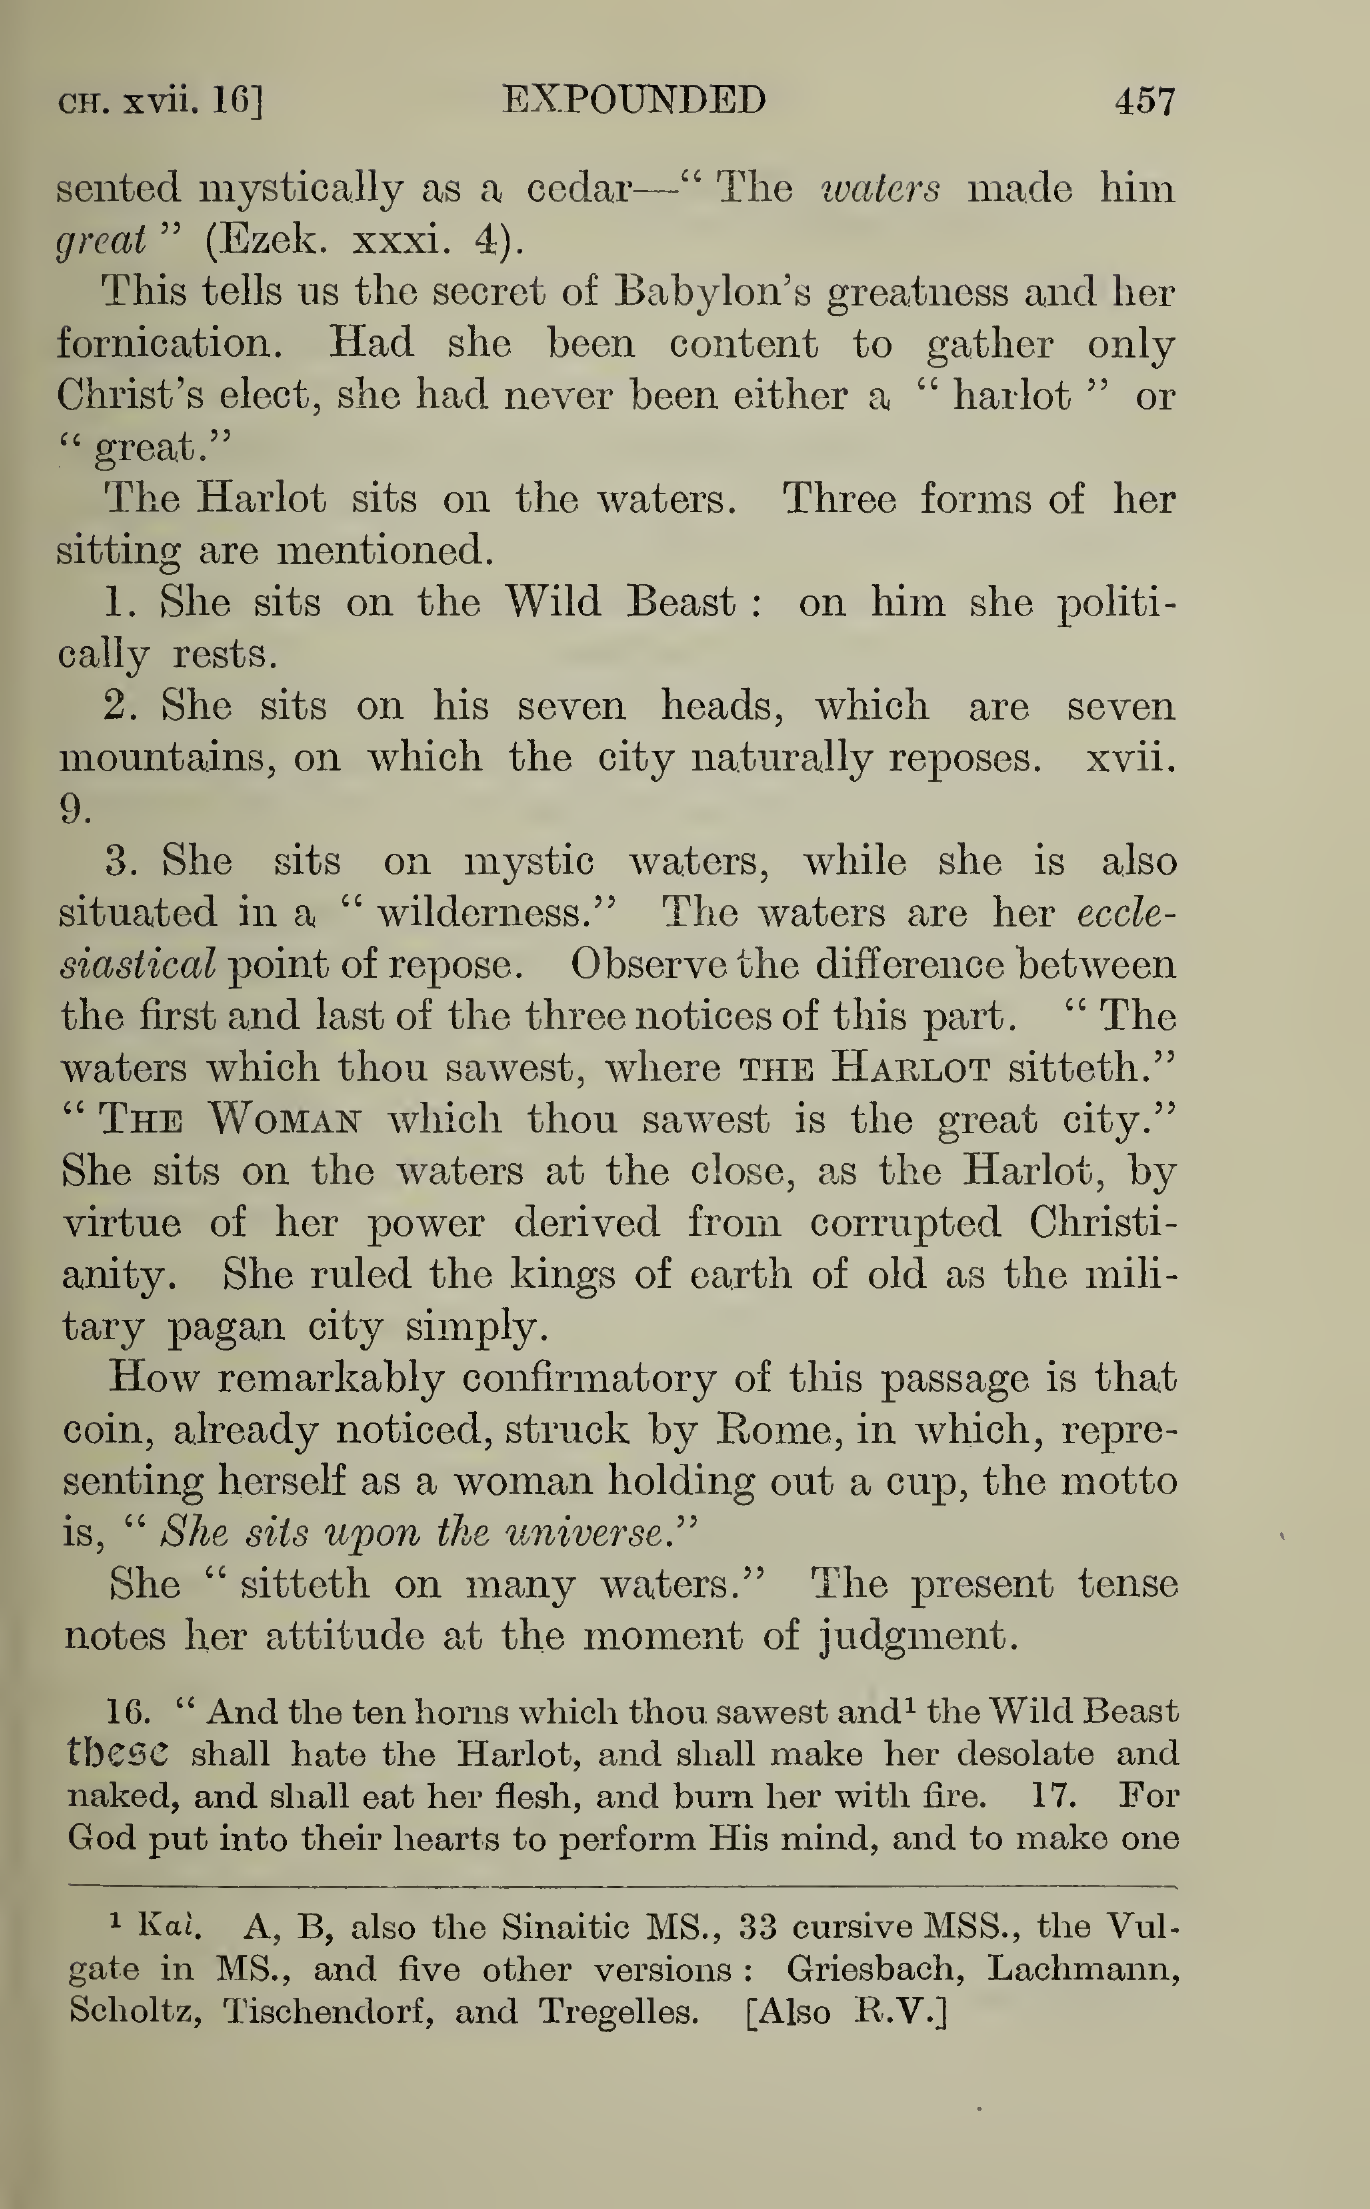 CH. xvii. 16] EXPOUNDED 457
sented mystically as a cedar—“ The waters made him
great ” (Ezek. xxxi. 4).
This tells us the secret of Babylon’s greatness and her
fornication. Had she been content to gather only
Christ’s elect, she had never been either a “ harlot ” or
“ great.”
The Harlot sits on the waters. Three forms of her
sitting are mentioned.
1. She sits on the Wild Beast : on him she politi-
cally rests.
2. She sits on his seven heads, which are seven
mountains, on which the city naturally reposes. xvii.
9.
3. She sits on mystic waters, while she is also
situated in a “ wilderness.” The waters are her eccle-
siastical point of repose. Observe the difference between
the first and last of the three notices of this part. “ The
waters which thou sawest, where THE HARLOT sitteth.”
“ THE WOMAN which thou sawest is the great city.”
She sits on the waters at the close, as the Harlot, by
virtue of her power derived from corrupted Christi-
anity. She ruled the kings of earth of old as the mili-
tary pagan city simply.
How remarkably confirmatory of this passage is that
coin, already noticed, struck by Rome, in which, repre-
senting herself as a woman holding out a cup, the motto
is, “ She sits upon the universe.”
She “ sitteth on many waters.” The present tense
notes her attitude at the moment of judgment.
16. “ And the ten horns which thou sawest and¹ the Wild Beast
these shall hate the Harlot, and shall make her desolate and
naked, and shall eat her flesh, and burn her with fire. 17. For
God put into their hearts to perform His mind, and to make one
¹ Καὶ. A, B, also the Sinaitic MS., 33 cursive MSS., the Vul-
gate in MS., and five other versions : Griesbach, Lachmann,
Scholtz, Tischendorf, and Tregelles. [Also R.V.]